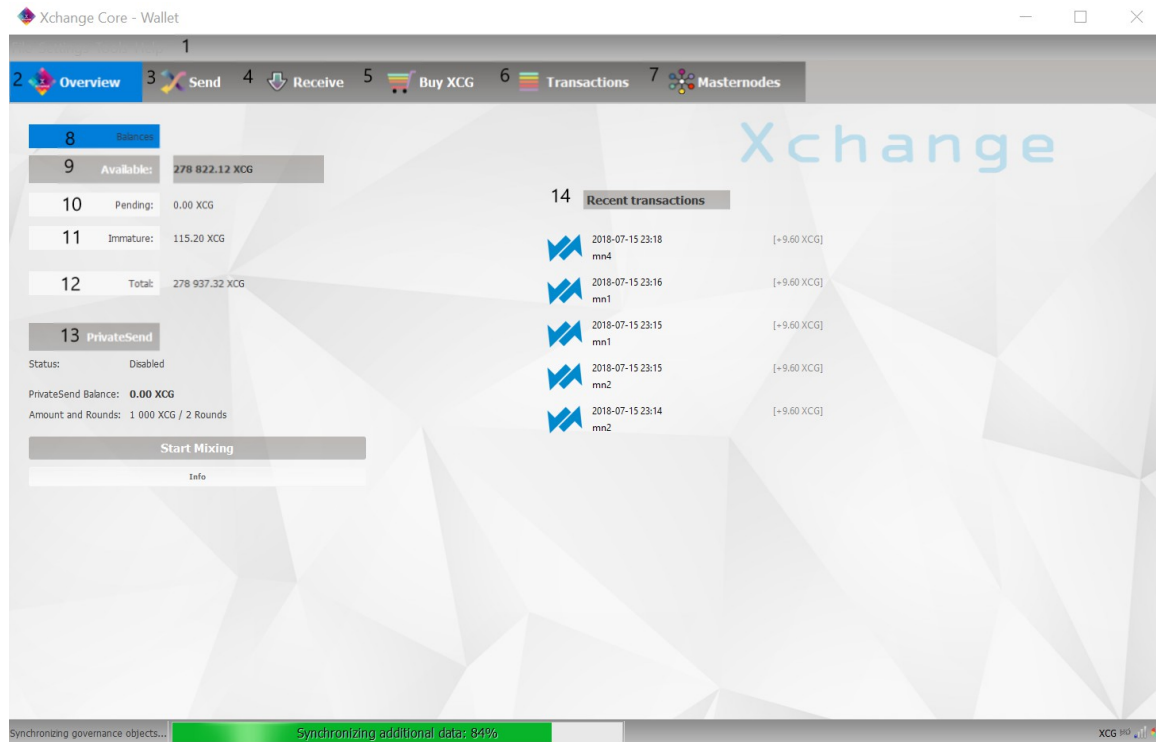 Xchange Core - Wallet
1
2 Overview 3 Send 4 Receive 5 Buy XCG 6 Transactions 7 Masternodes
Xchange
8 Balances
9 Available: 278 822.12 XCG
10 Pending: 0.00 XCG
11 Immature: 115.20 XCG
12 Total: 278 937.32 XCG
13 PrivateSend
Status: Disabled
PrivateSend Balance: 0.00 XCG
Amount and Rounds: 1 000 XCG / 2 Rounds
Start Mixing
Info
14 Recent transactions
2018-07-15 23:18 [+9.60 XCG]
mn4
2018-07-15 23:16 [+9.60 XCG]
mn1
2018-07-15 23:15 [+9.60 XCG]
mn1
2018-07-15 23:15 [+9.60 XCG]
mn2
2018-07-15 23:14 [+9.60 XCG]
mn2
Synchronizing governance objects... Synchronizing additional data: 84% XCG HD